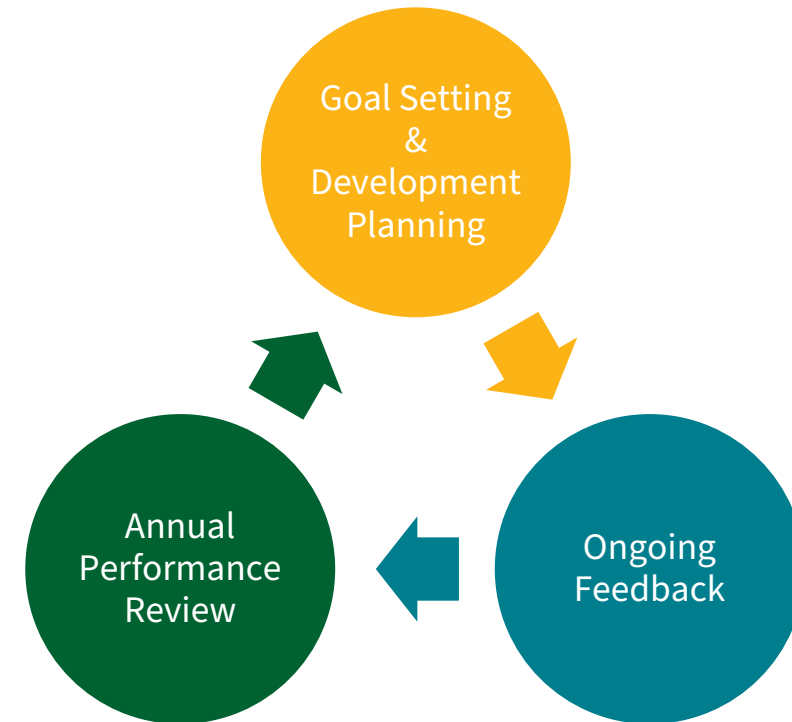 Goal Setting
&
Development
Planning
Ongoing
Feedback
Annual
Performance
Review